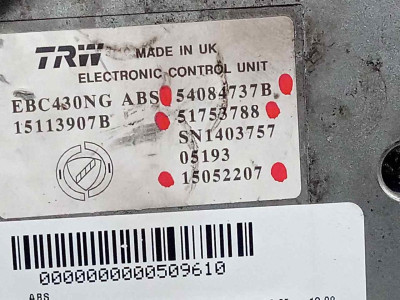 TRW MADE IN UK
ELECTRONIC CONTROL UNIT
EBC430NG ABS 54084737B
15113907B 51753788
SN1403757
05193
15052207
0000000000509610
ABS